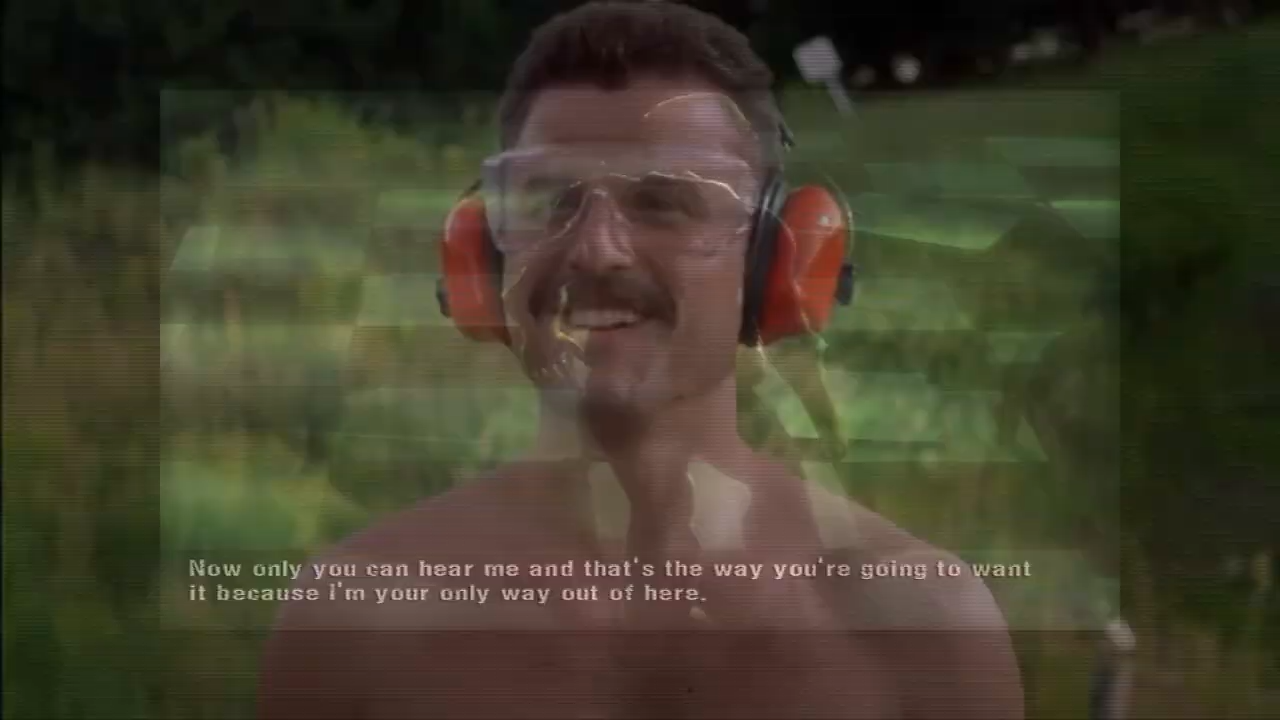 Now only you can hear me and that's the way you're going to want
it because i'm your only way out of here.